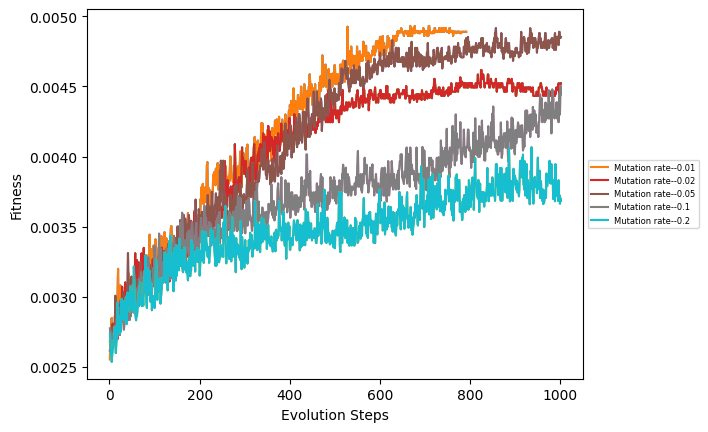 0.0050
0.0045
0.0040
0.0035
0.0030
0.0025
Fitness
0 200 400 600 800 1000
Evolution Steps
Mutation rate--0.01
Mutation rate--0.02
Mutation rate--0.05
Mutation rate--0.1
Mutation rate--0.2